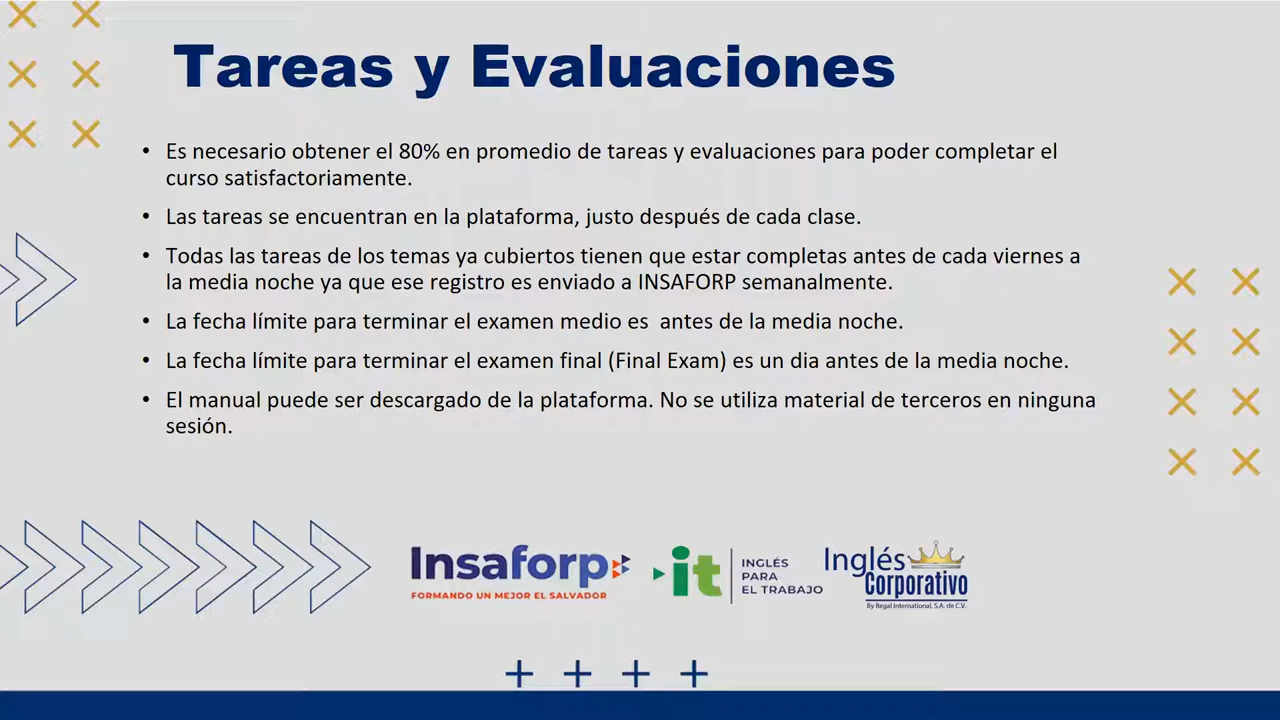 Tareas y Evaluaciones
• Es necesario obtener el 80% en promedio de tareas y evaluaciones para poder completar el
curso satisfactoriamente.
• Las tareas se encuentran en la plataforma, justo después de cada clase.
• Todas las tareas de los temas ya cubiertos tienen que estar completas antes de cada viernes a
la media noche ya que ese registro es enviado a INSAFORP semanalmente.
• La fecha límite para terminar el examen medio es  antes de la media noche.
• La fecha límite para terminar el examen final (Final Exam) es un dia antes de la media noche.
• El manual puede ser descargado de la plataforma. No se utiliza material de terceros en ninguna
sesión.
Insaforp
FORMANDO UN MEJOR EL SALVADOR
it
INGLÉS
PARA
EL TRABAJO
Inglés
Corporativo
By Regal International, S.A. de C.V.